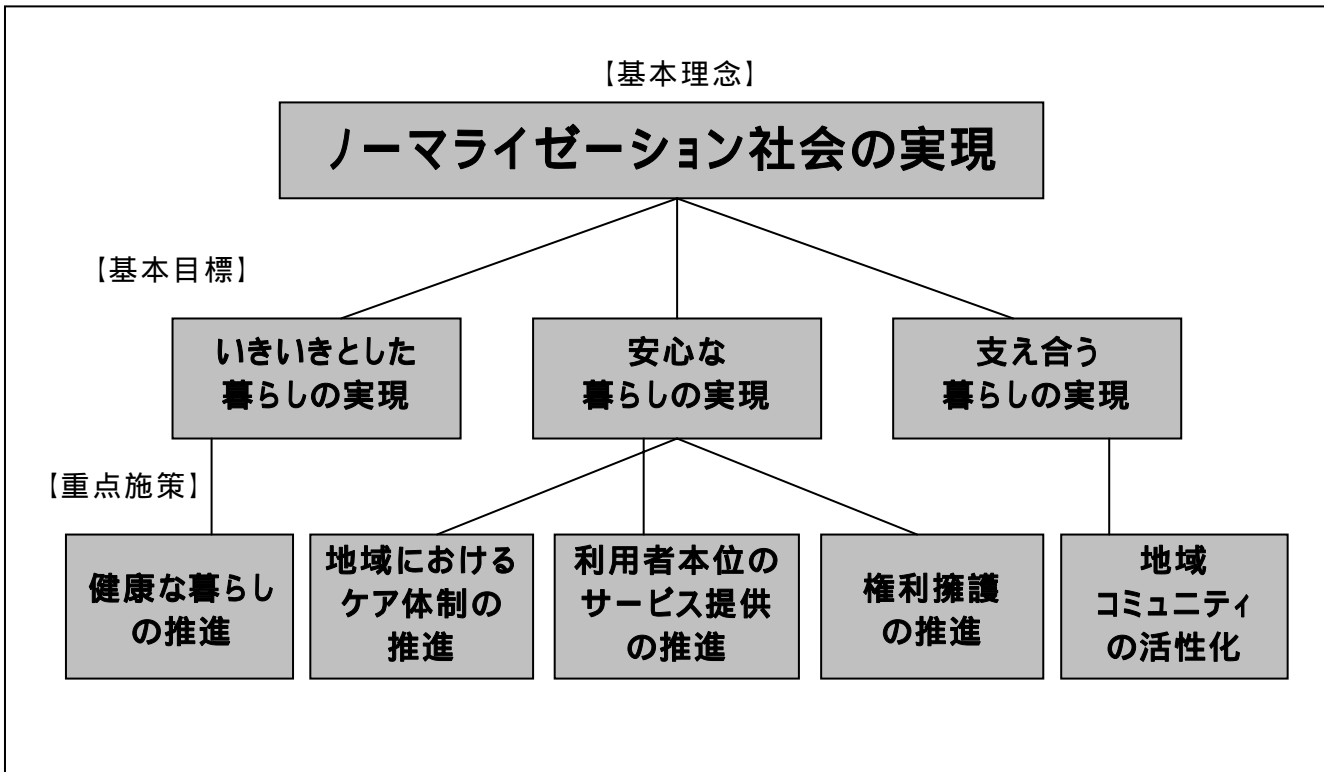 【基本理念】
ノーマライゼーション社会の実現
【基本目標】
いきいきとした
暮らしの実現
安心な
暮らしの実現
支え合う
暮らしの実現
【重点施策】
健康な暮らし
の推進
地域における
ケア体制の
推進
利用者本位の
サービス提供
の推進
権利擁護
の推進
地域
コミュニティ
の活性化